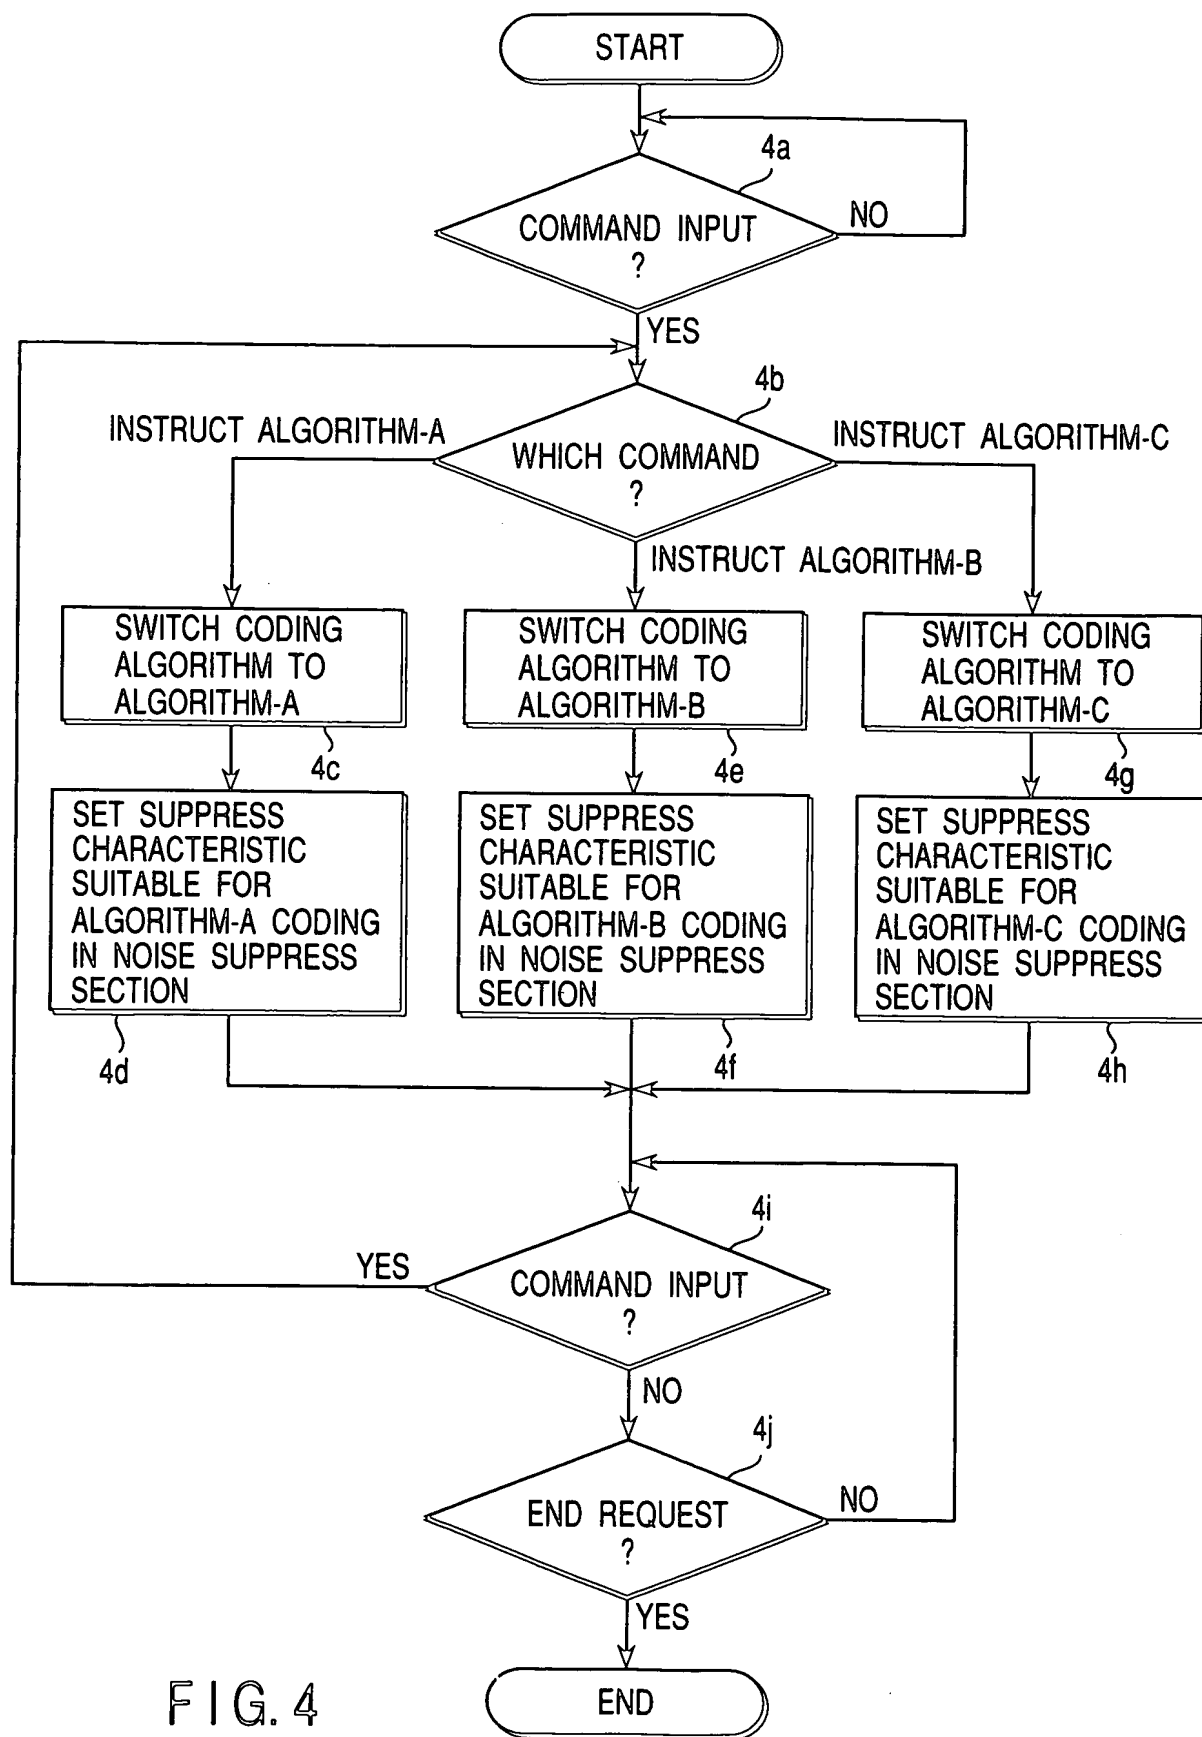 START
4a
COMMAND INPUT
?
NO
YES
4b
INSTRUCT ALGORITHM-A
WHICH COMMAND
?
INSTRUCT ALGORITHM-C
INSTRUCT ALGORITHM-B
SWITCH CODING
ALGORITHM TO
ALGORITHM-A
4c
SWITCH CODING
ALGORITHM TO
ALGORITHM-B
4e
SWITCH CODING
ALGORITHM TO
ALGORITHM-C
4g
SET SUPPRESS
CHARACTERISTIC
SUITABLE FOR
ALGORITHM-A CODING
IN NOISE SUPPRESS
SECTION
4d
SET SUPPRESS
CHARACTERISTIC
SUITABLE FOR
ALGORITHM-B CODING
IN NOISE SUPPRESS
SECTION
4f
SET SUPPRESS
CHARACTERISTIC
SUITABLE FOR
ALGORITHM-C CODING
IN NOISE SUPPRESS
SECTION
4h
4i
YES
COMMAND INPUT
?
NO
4j
END REQUEST
?
NO
YES
END
FIG. 4